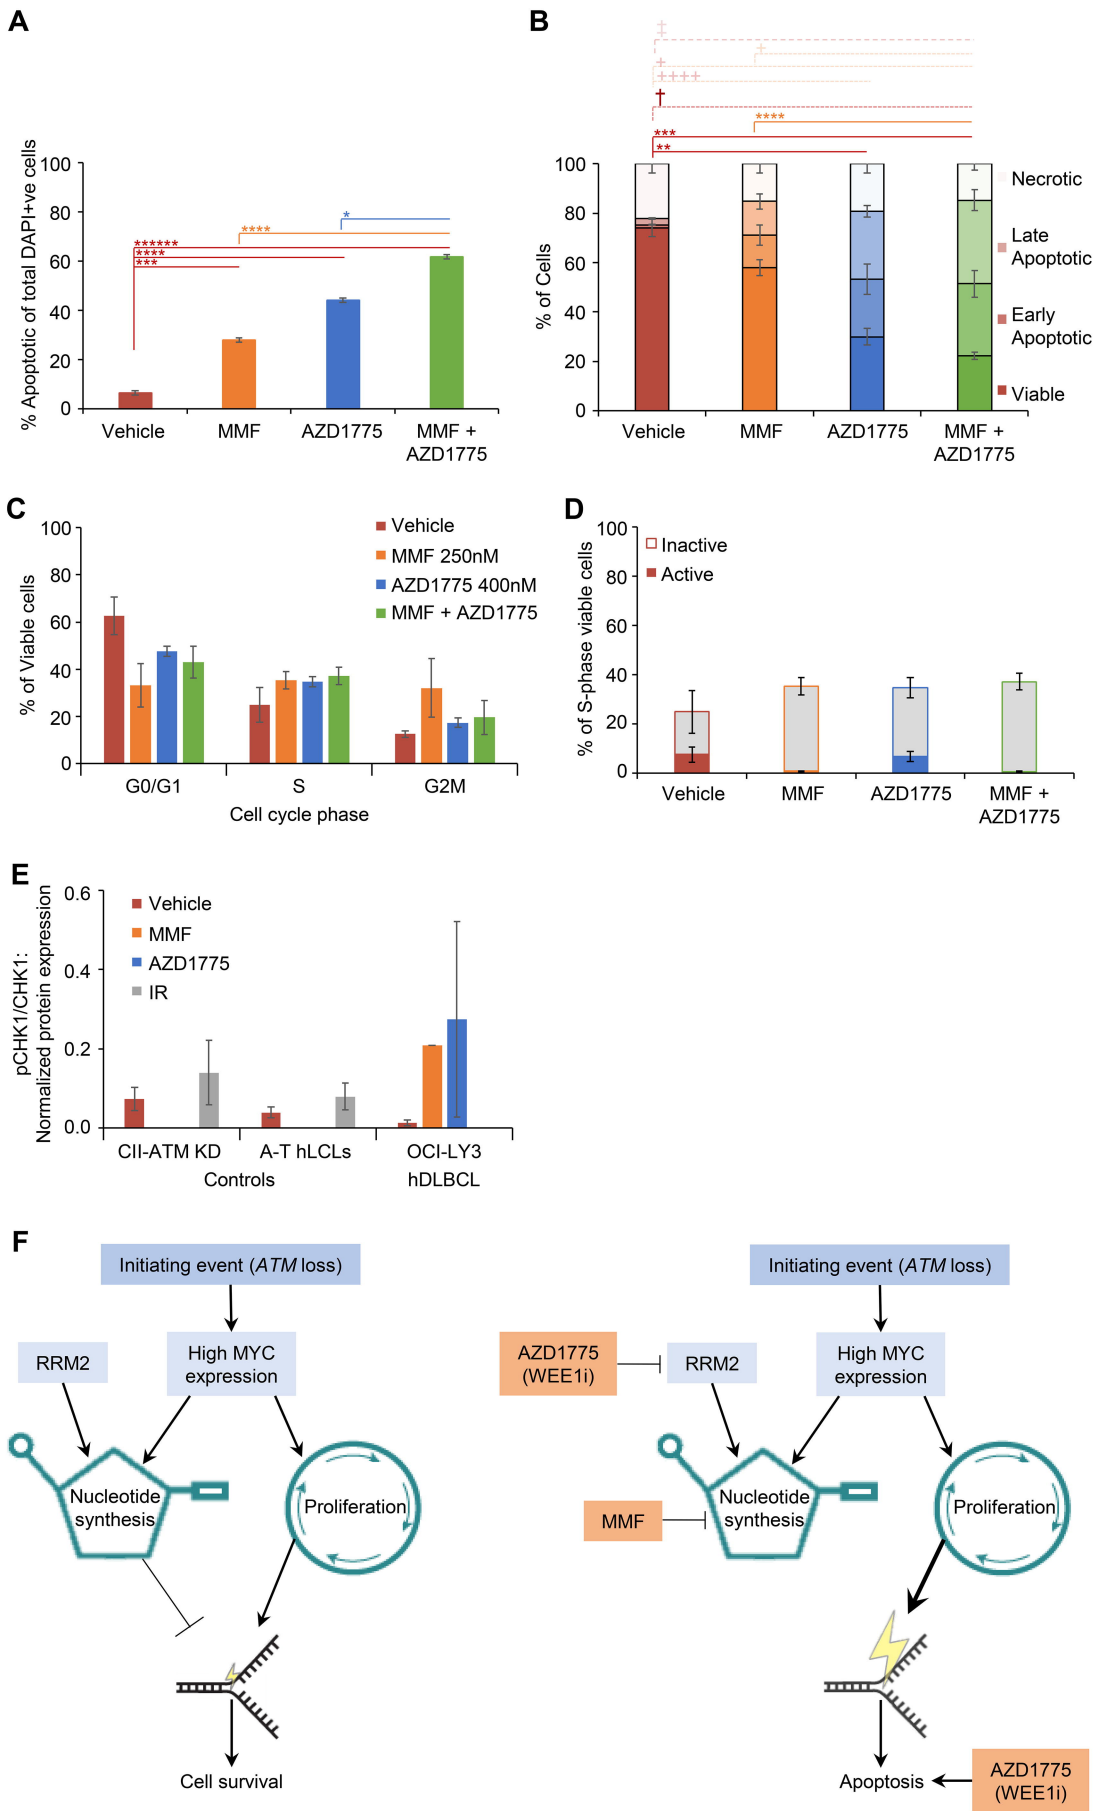 A
% Apoptotic of total DAPI+ve cells
100
80
60
40
20
0
*
****
******
****
***
Vehicle
MMF
AZD1775
MMF +
AZD1775
B
‡
+
+
++++
†
****
***
**
% of Cells
100
80
60
40
20
0
Necrotic
Late
Apoptotic
Early
Apoptotic
Viable
Vehicle
MMF
AZD1775
MMF +
AZD1775
C
% of Viable cells
100
80
60
40
20
0
Vehicle
MMF 250nM
AZD1775 400nM
MMF + AZD1775
G0/G1
S
G2M
Cell cycle phase
D
% of S-phase viable cells
100
80
60
40
20
0
Inactive
Active
Vehicle
MMF
AZD1775
MMF +
AZD1775
E
pCHK1/CHK1:
Normalized protein expression
0.6
0.4
0.2
0.0
Vehicle
MMF
AZD1775
IR
CII-ATM KD
A-T hLCLs
OCI-LY3
Controls
hDLBCL
F
Initiating event (ATM loss)
RRM2
High MYC
expression
Nucleotide
synthesis
Proliferation
Cell survival
Initiating event (ATM loss)
AZD1775
(WEE1i)
RRM2
High MYC
expression
MMF
Nucleotide
synthesis
Proliferation
Apoptosis
AZD1775
(WEE1i)